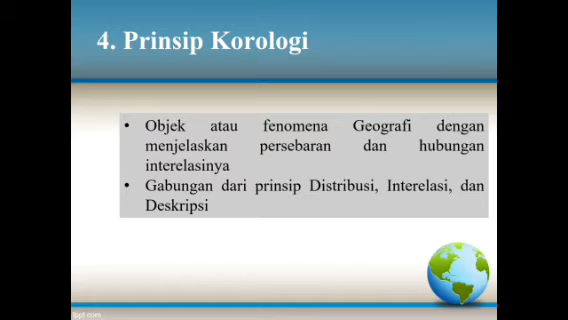 4. Prinsip Korologi
• Objek atau fenomena Geografi dengan
menjelaskan persebaran dan hubungan
interelasinya
• Gabungan dari prinsip Distribusi, Interelasi, dan
Deskripsi
fppt.com